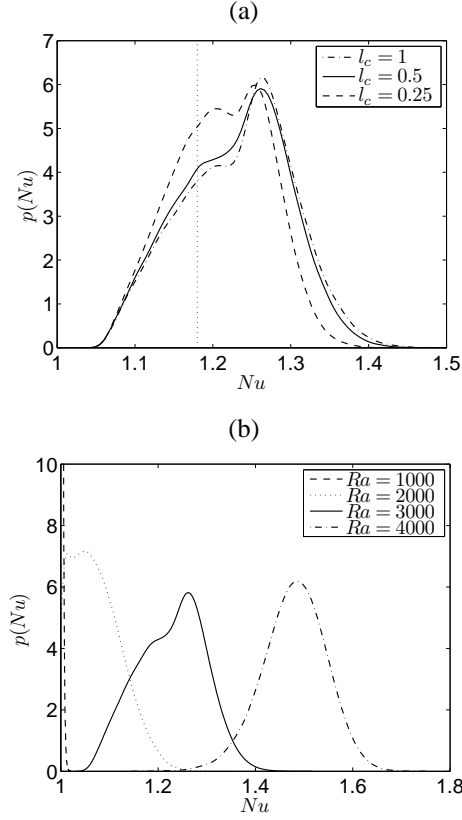 (a)
7
6
5
4
3
2
1
0
p(Nu)
l_c = 1
l_c = 0.5
l_c = 0.25
1 1.1 1.2 1.3 1.4 1.5
Nu
(b)
10
8
6
4
2
0
p(Nu)
Ra = 1000
Ra = 2000
Ra = 3000
Ra = 4000
1 1.2 1.4 1.6 1.8
Nu